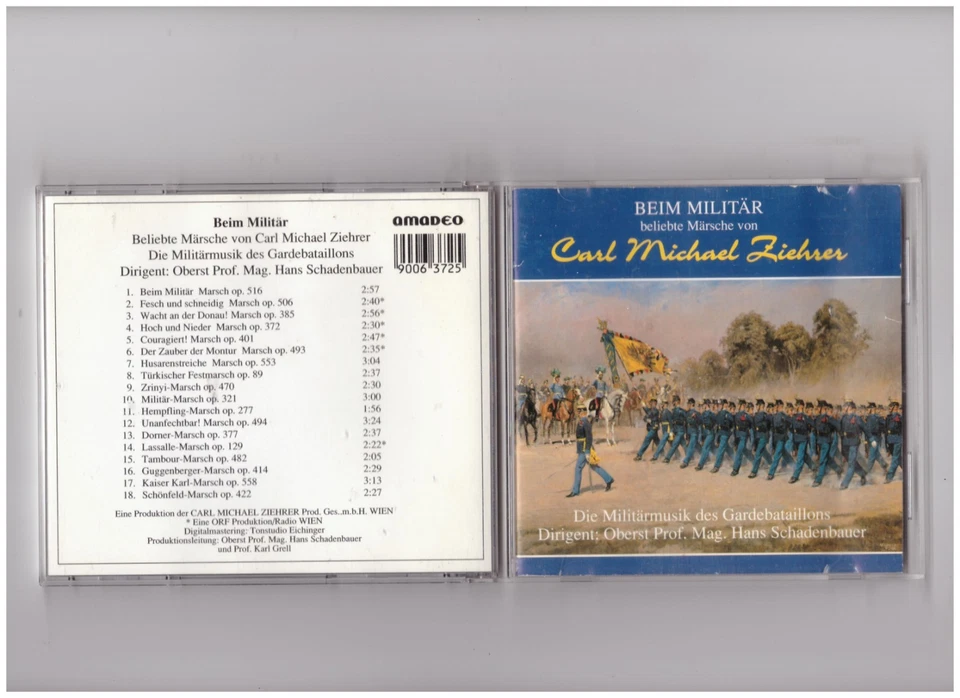 Beim Militär
Beliebte Märsche von Carl Michael Ziehrer
Die Militärmusik des Gardebataillons
Dirigent: Oberst Prof. Mag. Hans Schadenbauer
AMADEO
9006 3725
1. Beim Militär Marsch op. 516 2:57
2. Fesch und schneidig Marsch op. 506 2:40*
3. Wacht an der Donau! Marsch op. 385 2:56*
4. Hoch und Nieder Marsch op. 372 2:30*
5. Couragiert! Marsch op. 401 2:47*
6. Der Zauber der Montur Marsch op. 493 2:35*
7. Husarenstreiche Marsch op. 553 3:04
8. Türkischer Festmarsch op. 89 2:37
9. Zrinyi-Marsch op. 470 2:30
10. Militär-Marsch op. 321 3:00
11. Hempfling-Marsch op. 277 1:56
12. Unanfechtbar! Marsch op. 494 3:24
13. Dorner-Marsch op. 377 2:37
14. Lassalle-Marsch op. 129 2:22*
15. Tambour-Marsch op. 482 2:05
16. Guggenberger-Marsch op. 414 2:29
17. Kaiser Karl-Marsch op. 558 3:13
18. Schönfeld-Marsch op. 422 2:27
Eine Produktion der CARL MICHAEL ZIEHRER Prod. Ges..m.b.H. WIEN
* Eine ORF Produktion/Radio WIEN
Digitalmastering: Tonstudio Eichinger
Produktionsleitung: Oberst Prof. Mag. Hans Schadenbauer
und Prof. Karl Grell
BEIM MILITÄR
beliebte Märsche von
Carl Michael Ziehrer
Die Militärmusik des Gardebataillons
Dirigent: Oberst Prof. Mag. Hans Schadenbauer